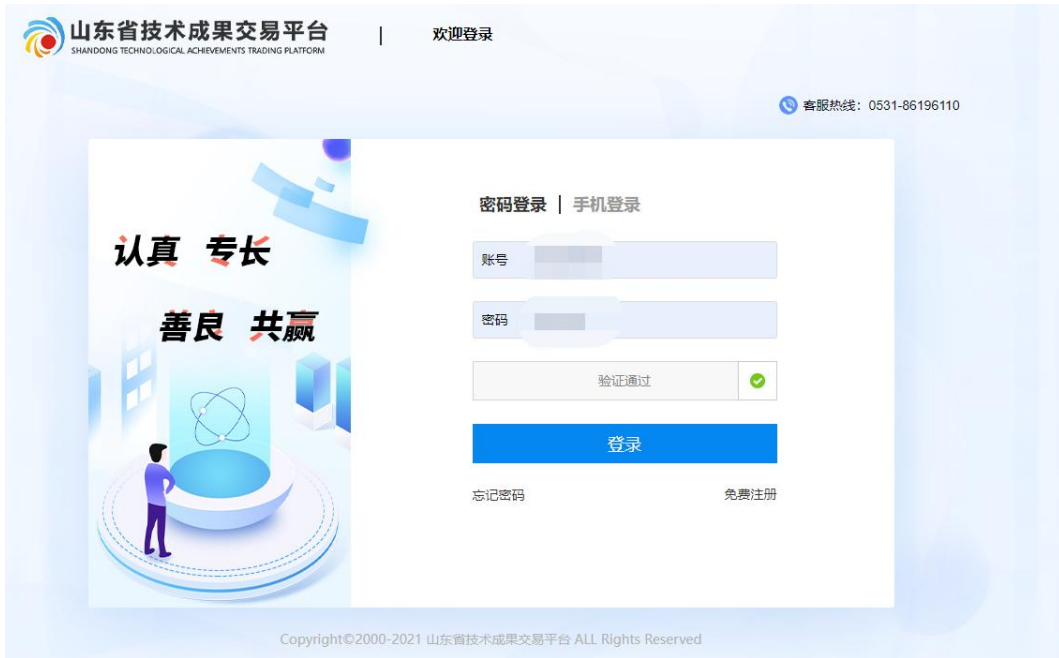 山东省技术成果交易平台 | 欢迎登录
SHANDONG TECHNOLOGICAL ACHIEVEMENTS TRADING PLATFORM
客服热线：0531-86196110
密码登录 | 手机登录
认真 专长
善良 共赢
账号
密码
验证通过
登录
忘记密码 免费注册
Copyright©2000-2021 山东省技术成果交易平台 ALL Rights Reserved